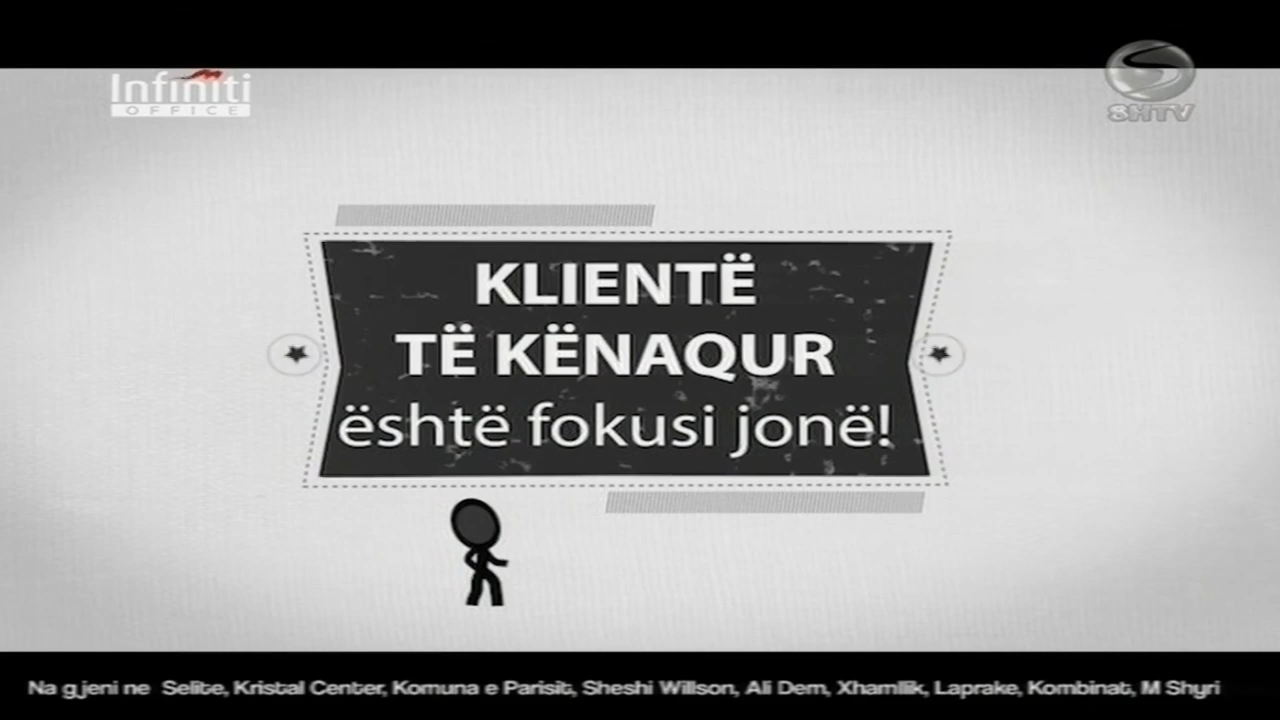 Infiniti
OFFICE
SHTV
KLIENTË
TË KËNAQUR
është fokusi jonë!
Na gjeni ne Selite, Kristal Center, Komuna e Parisit, Sheshi Willson, Ali Dem, Xhamllik, Laprake, Kombinat, M Shyri